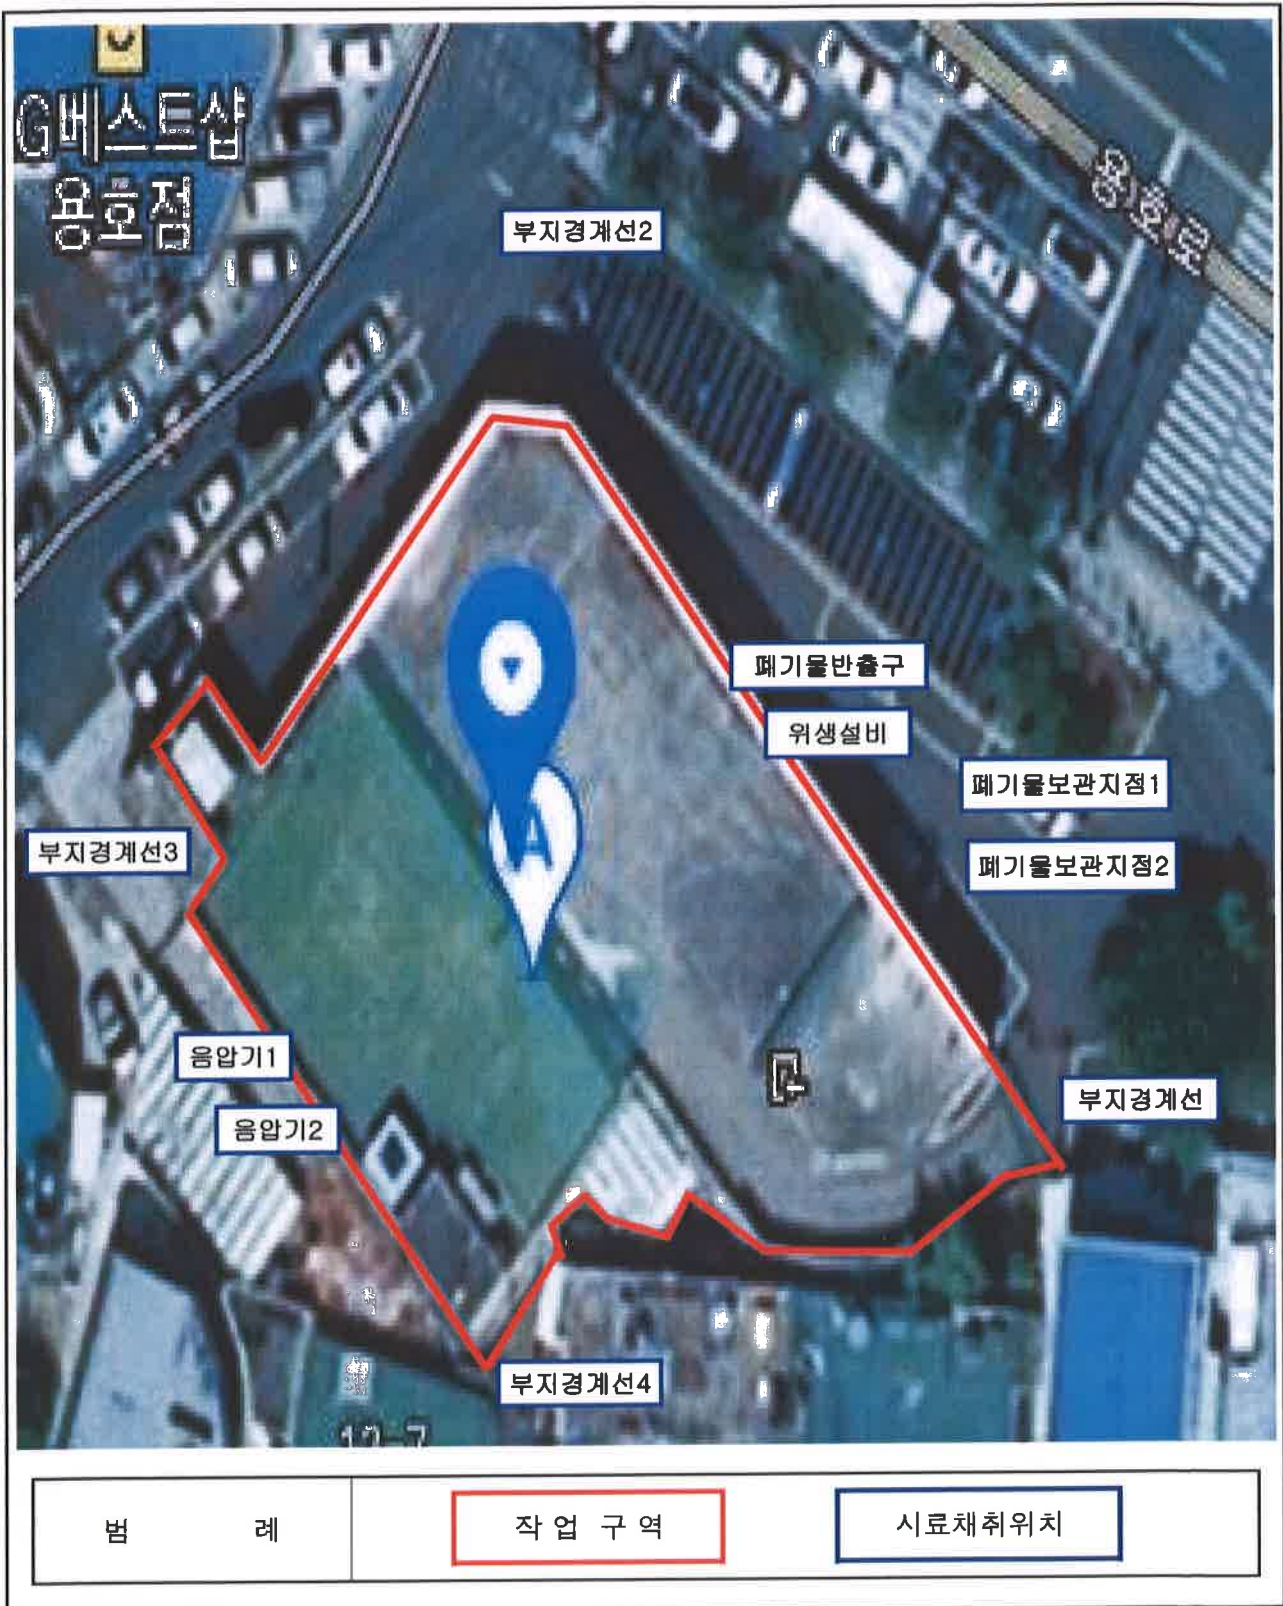 G베스트샵
용호점
용호로
부지경계선2
폐기물반출구
위생설비
폐기물보관지점1
부지경계선3
폐기물보관지점2
A
음압기1
부지경계선
음압기2
부지경계선4
범 례
작 업 구 역
시료채취위치